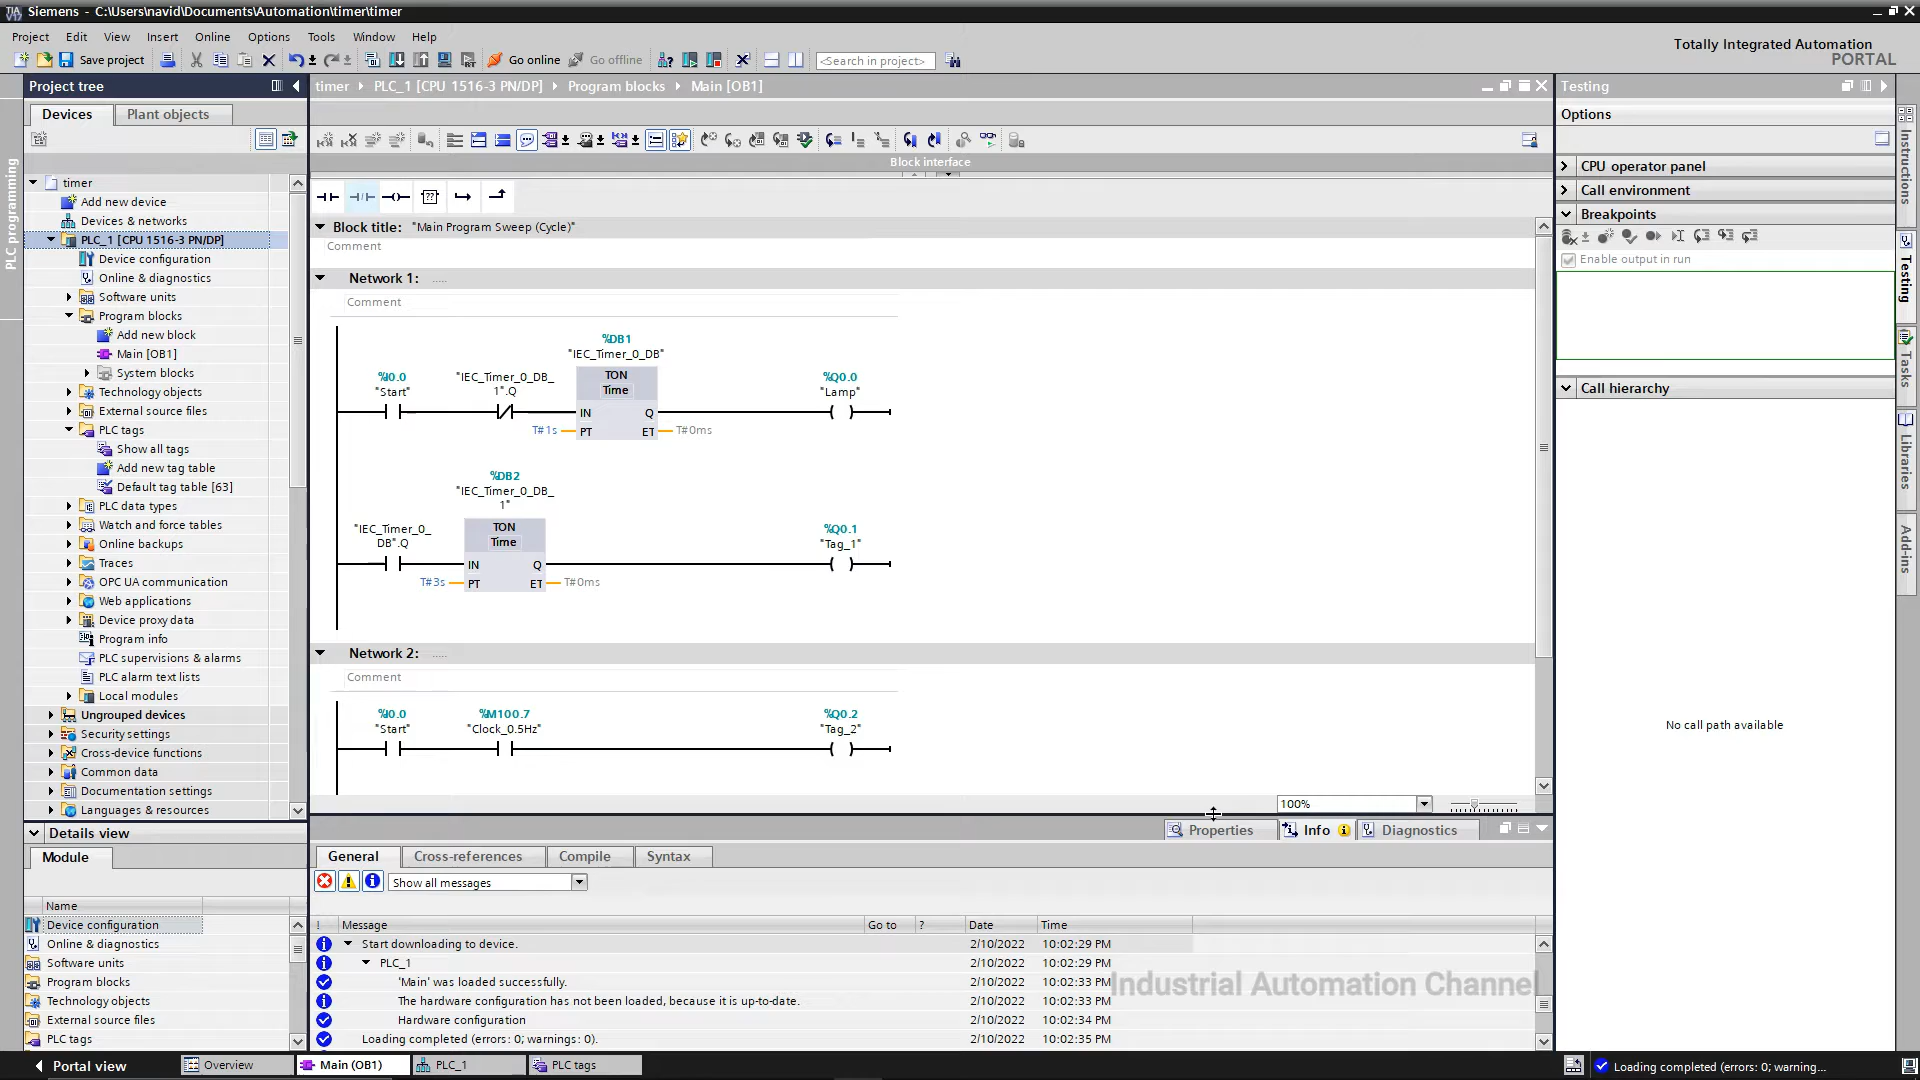 Siemens - C:\Users\navid\Documents\Automation\timer\timer
Project Edit View Insert Online Options Tools Window Help
Totally Integrated Automation
PORTAL
Save project
Go online
Go offline
<Search in project>
Project tree
timer PLC_1 [CPU 1516-3 PN/DP] Program blocks Main [OB1]
Testing
Devices
Plant objects
Options
Block interface
CPU operator panel
Call environment
Breakpoints
Enable output in run
Call hierarchy
No call path available
PLC programming
Instructions
Testing
Tasks
Libraries
Add-ins
timer
Add new device
Devices & networks
PLC_1 [CPU 1516-3 PN/DP]
Device configuration
Online & diagnostics
Software units
Program blocks
Add new block
Main [OB1]
System blocks
Technology objects
External source files
PLC tags
Show all tags
Add new tag table
Default tag table [63]
PLC data types
Watch and force tables
Online backups
Traces
OPC UA communication
Web applications
Device proxy data
Program info
PLC supervisions & alarms
PLC alarm text lists
Local modules
Ungrouped devices
Security settings
Cross-device functions
Common data
Documentation settings
Languages & resources
Block title: "Main Program Sweep (Cycle)"
Comment
Network 1: .....
Comment
%DB1
"IEC_Timer_0_DB"
%I0.0
"Start"
"IEC_Timer_0_DB_
1".Q
TON
Time
%Q0.0
"Lamp"
IN Q
T#1s PT ET T#0ms
%DB2
"IEC_Timer_0_DB_
1"
"IEC_Timer_0_
DB".Q
TON
Time
%Q0.1
"Tag_1"
IN Q
T#3s PT ET T#0ms
Network 2: .....
Comment
%I0.0
"Start"
%M100.7
"Clock_0.5Hz"
%Q0.2
"Tag_2"
100%
Properties
Info
Diagnostics
General
Cross-references
Compile
Syntax
Show all messages
! Message Go to ? Date Time
Start downloading to device. 2/10/2022 10:02:29 PM
PLC_1 2/10/2022 10:02:29 PM
'Main' was loaded successfully. 2/10/2022 10:02:33 PM
The hardware configuration has not been loaded, because it is up-to-date. 2/10/2022 10:02:33 PM
Hardware configuration 2/10/2022 10:02:34 PM
Loading completed (errors: 0; warnings: 0). 2/10/2022 10:02:35 PM
Industrial Automation Channel
Details view
Module
Name
Device configuration
Online & diagnostics
Software units
Program blocks
Technology objects
External source files
PLC tags
Portal view
Overview
Main (OB1)
PLC_1
PLC tags
Loading completed (errors: 0; warning...